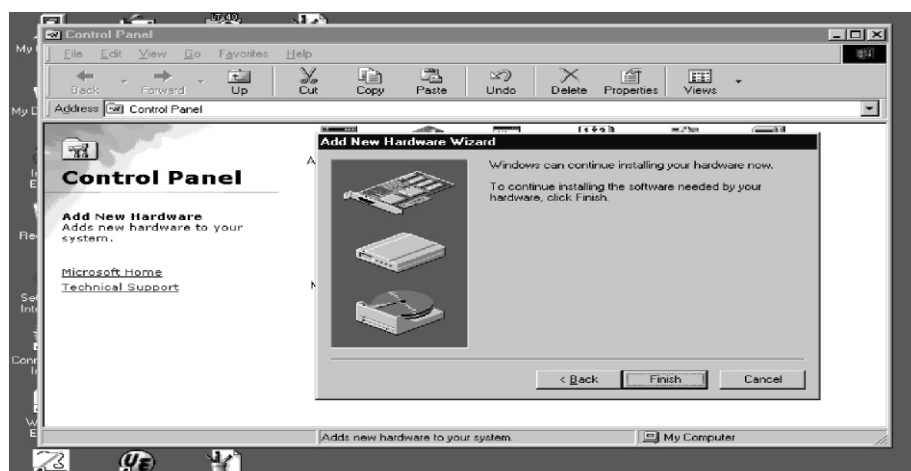 Control Panel
File Edit View Go Favorites Help
Back Forward Up Cut Copy Paste Undo Delete Properties Views
Address Control Panel
Control Panel
Add New Hardware
Adds new hardware to your
system.
Microsoft Home
Technical Support
Add New Hardware Wizard
Windows can continue installing your hardware now.
To continue installing the software needed by your
hardware, click Finish.
< Back Finish Cancel
Adds new hardware to your system. My Computer